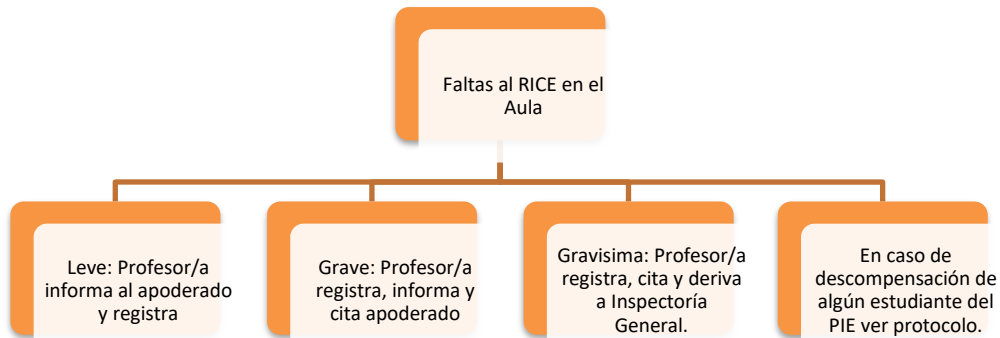 Faltas al RICE en el
Aula
Leve: Profesor/a
informa al apoderado
y registra
Grave: Profesor/a
registra, informa y
cita apoderado
Gravisima: Profesor/a
registra, cita y deriva
a Inspectoría
General.
En caso de
descompensación de
algún estudiante del
PIE ver protocolo.